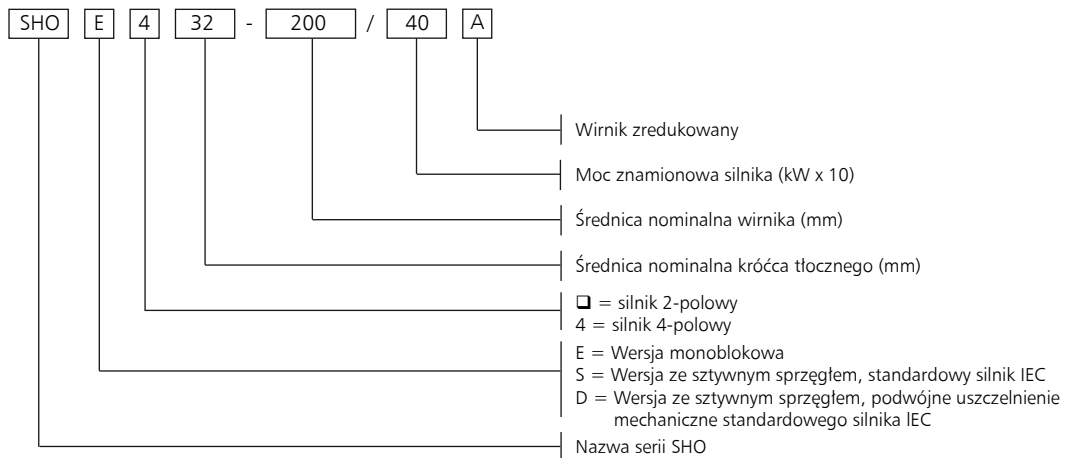 SHO E 4 32 - 200 / 40 A
Wirnik zredukowany
Moc znamionowa silnika (kW x 10)
Średnica nominalna wirnika (mm)
Średnica nominalna króćca tłocznego (mm)
❑ = silnik 2-polowy
4 = silnik 4-polowy
E = Wersja monoblokowa
S = Wersja ze sztywnym sprzęgłem, standardowy silnik IEC
D = Wersja ze sztywnym sprzęgłem, podwójne uszczelnienie
mechaniczne standardowego silnika lEC
Nazwa serii SHO